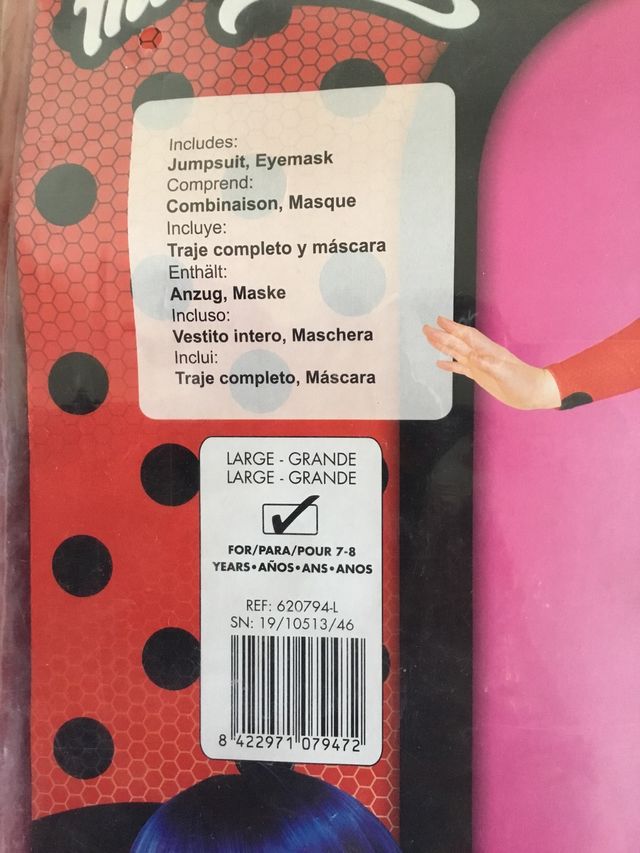 Includes:
Jumpsuit, Eyemask
Comprend:
Combinaison, Masque
Incluye:
Traje completo y máscara
Enthält:
Anzug, Maske
Incluso:
Vestito intero, Maschera
Inclui:
Traje completo, Máscara
LARGE - GRANDE
LARGE - GRANDE
FOR/PARA/POUR 7-8
YEARS•AÑOS•ANS•ANOS
REF: 620794-L
SN: 19/10513/46
8 422971 079472